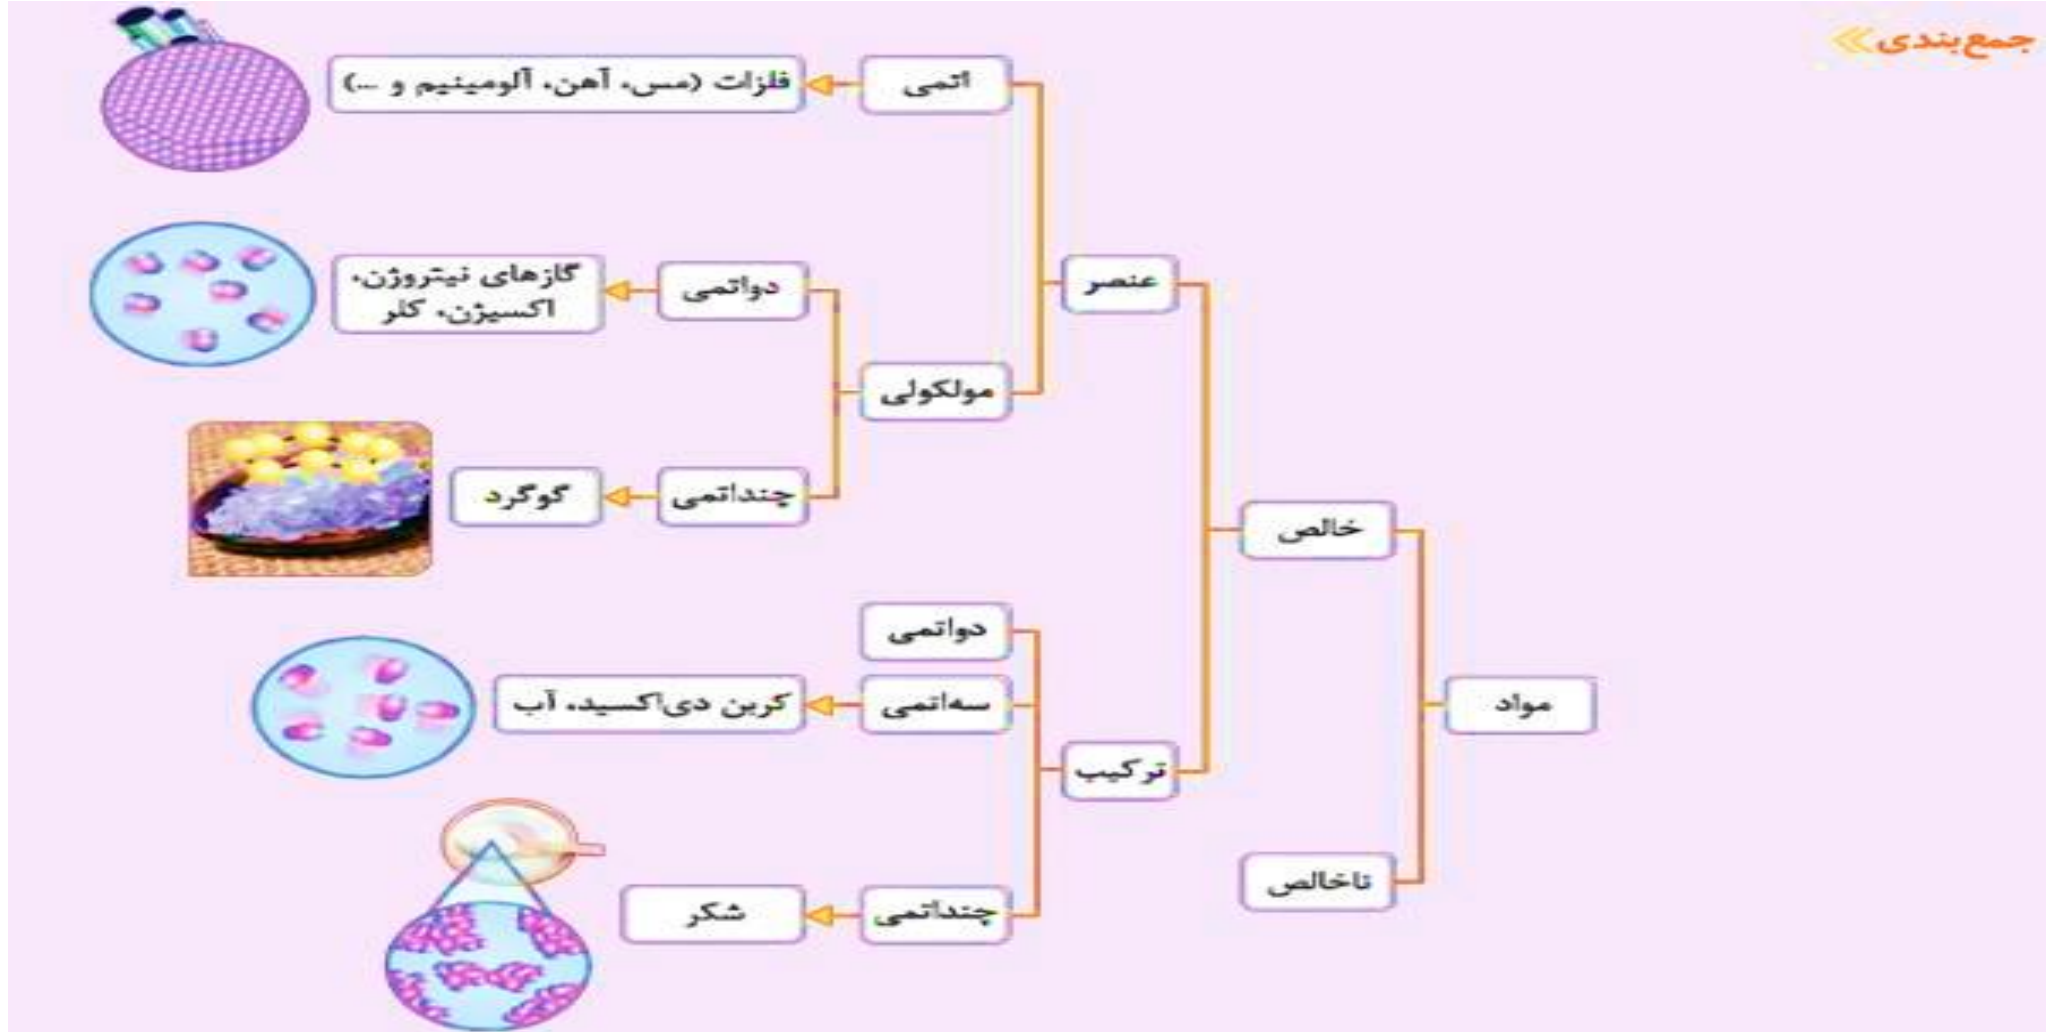 جمع‌بندی
اتمی
فلزات (مس، آهن، آلومینیم و ...)
عنصر
دواتمی
گازهای نیتروژن،
اکسیژن، کلر
مولکولی
چنداتمی
گوگرد
خالص
دواتمی
مواد
سه‌اتمی
کربن دی‌اکسید، آب
ترکیب
ناخالص
چنداتمی
شکر